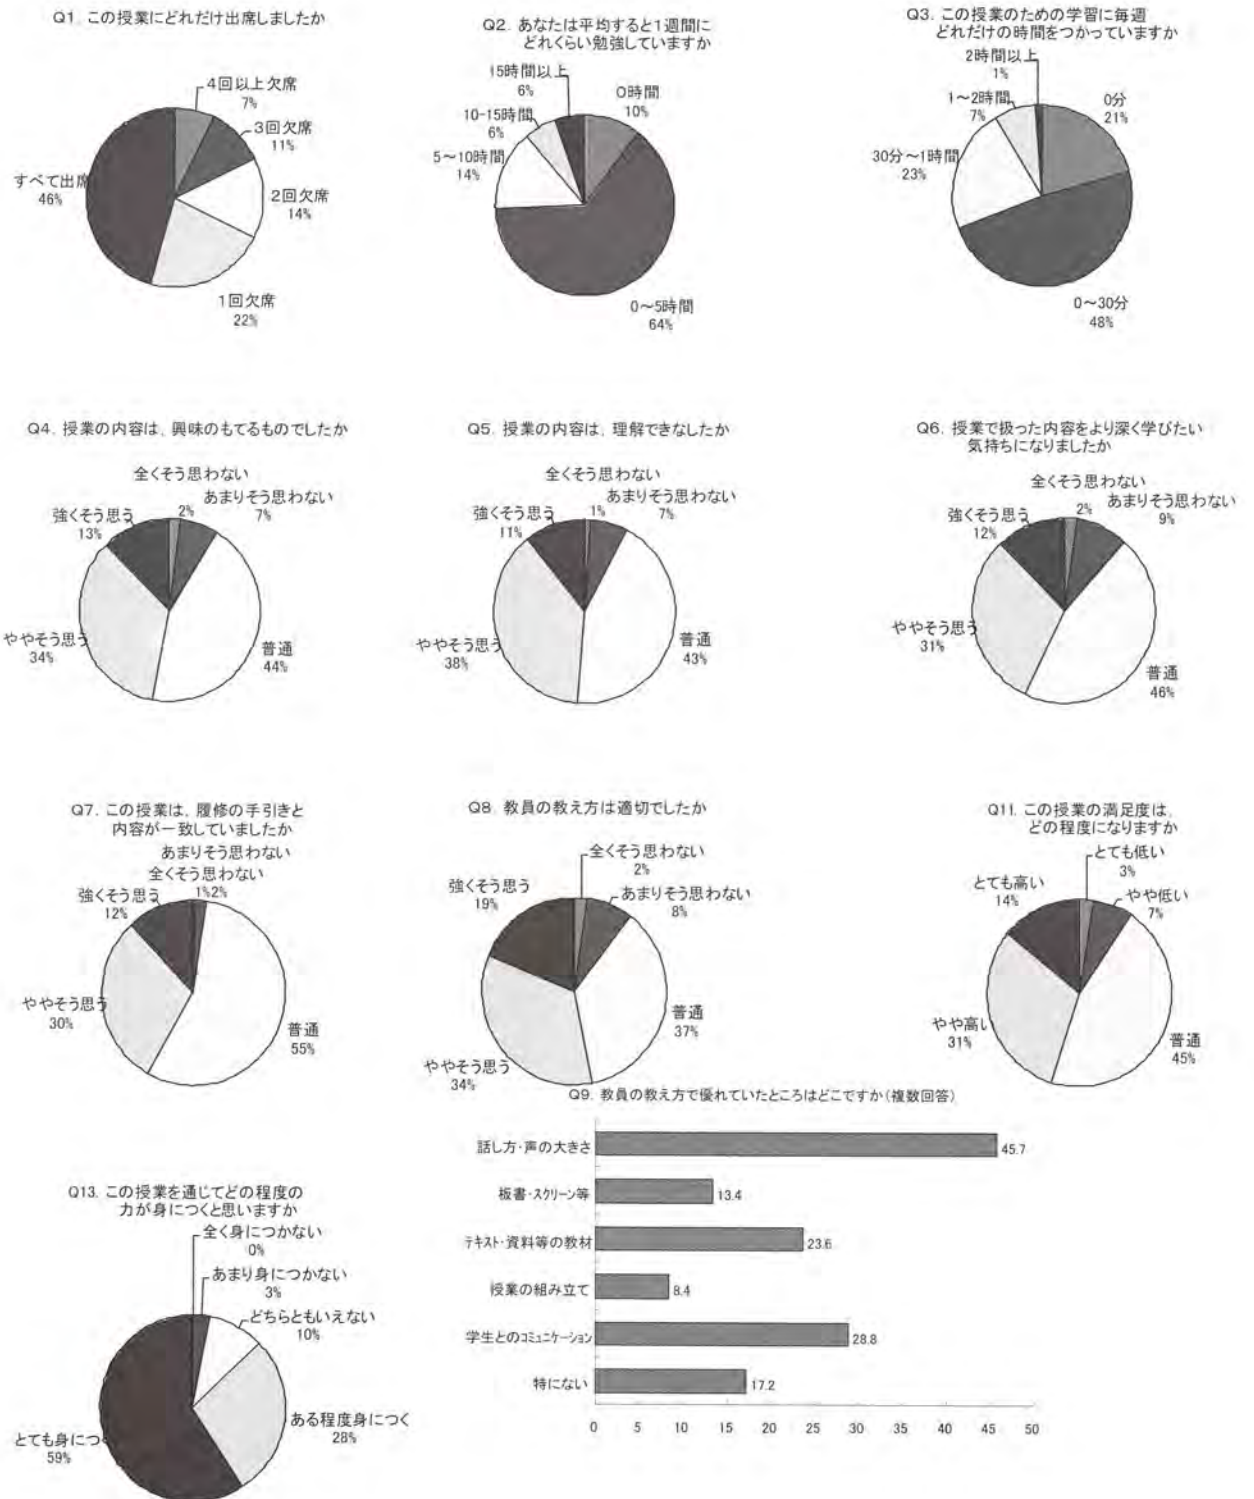 Q1. この授業にどれだけ出席しましたか
4回以上欠席
7%
3回欠席
11%
2回欠席
14%
1回欠席
22%
すべて出席
46%
Q2. あなたは平均すると1週間に
どれくらい勉強していますか
15時間以上
6%
0時間
10%
10-15時間
6%
5～10時間
14%
0～5時間
64%
Q3. この授業のための学習に毎週
どれだけの時間をつかっていますか
2時間以上
1%
1～2時間
7%
0分
21%
30分～1時間
23%
0～30分
48%
Q4. 授業の内容は、興味のもてるものでしたか
全くそう思わない
2%
あまりそう思わない
7%
強くそう思う
13%
ややそう思う
34%
普通
44%
Q5. 授業の内容は、理解できなしたか
全くそう思わない
1%
あまりそう思わない
7%
強くそう思う
11%
ややそう思う
38%
普通
43%
Q6. 授業で扱った内容をより深く学びたい
気持ちになりましたか
全くそう思わない
2%
あまりそう思わない
9%
強くそう思う
12%
ややそう思う
31%
普通
46%
Q7. この授業は、履修の手引きと
内容が一致していましたか
あまりそう思わない
全くそう思わない
1%2%
強くそう思う
12%
ややそう思う
30%
普通
55%
Q8. 教員の教え方は適切でしたか
全くそう思わない
2%
あまりそう思わない
8%
強くそう思う
19%
普通
37%
ややそう思う
34%
Q11. この授業の満足度は、
どの程度になりますか
とても低い
3%
やや低い
7%
とても高い
14%
やや高い
31%
普通
45%
Q9. 教員の教え方で優れていたところはどこですか(複数回答)
話し方・声の大きさ 45.7
板書・スクリーン等 13.4
テキスト・資料等の教材 23.6
授業の組み立て 8.4
学生とのコミュニケーション 28.8
特にない 17.2
0 5 10 15 20 25 30 35 40 45 50
Q13. この授業を通じてどの程度の
力が身につくと思いますか
全く身につかない
0%
あまり身につかない
3%
どちらともいえない
10%
ある程度身につく
28%
とても身につ
59%